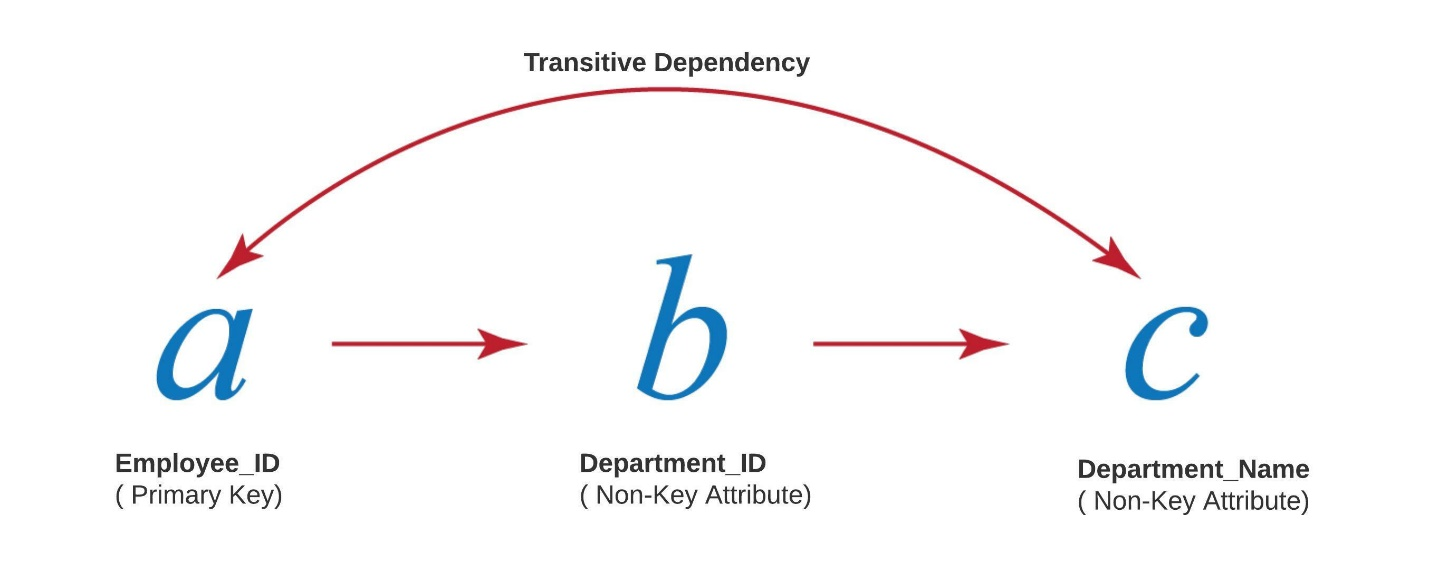 Transitive Dependency
a
b
c
Employee_ID
( Primary Key)
Department_ID
( Non-Key Attribute)
Department_Name
( Non-Key Attribute)